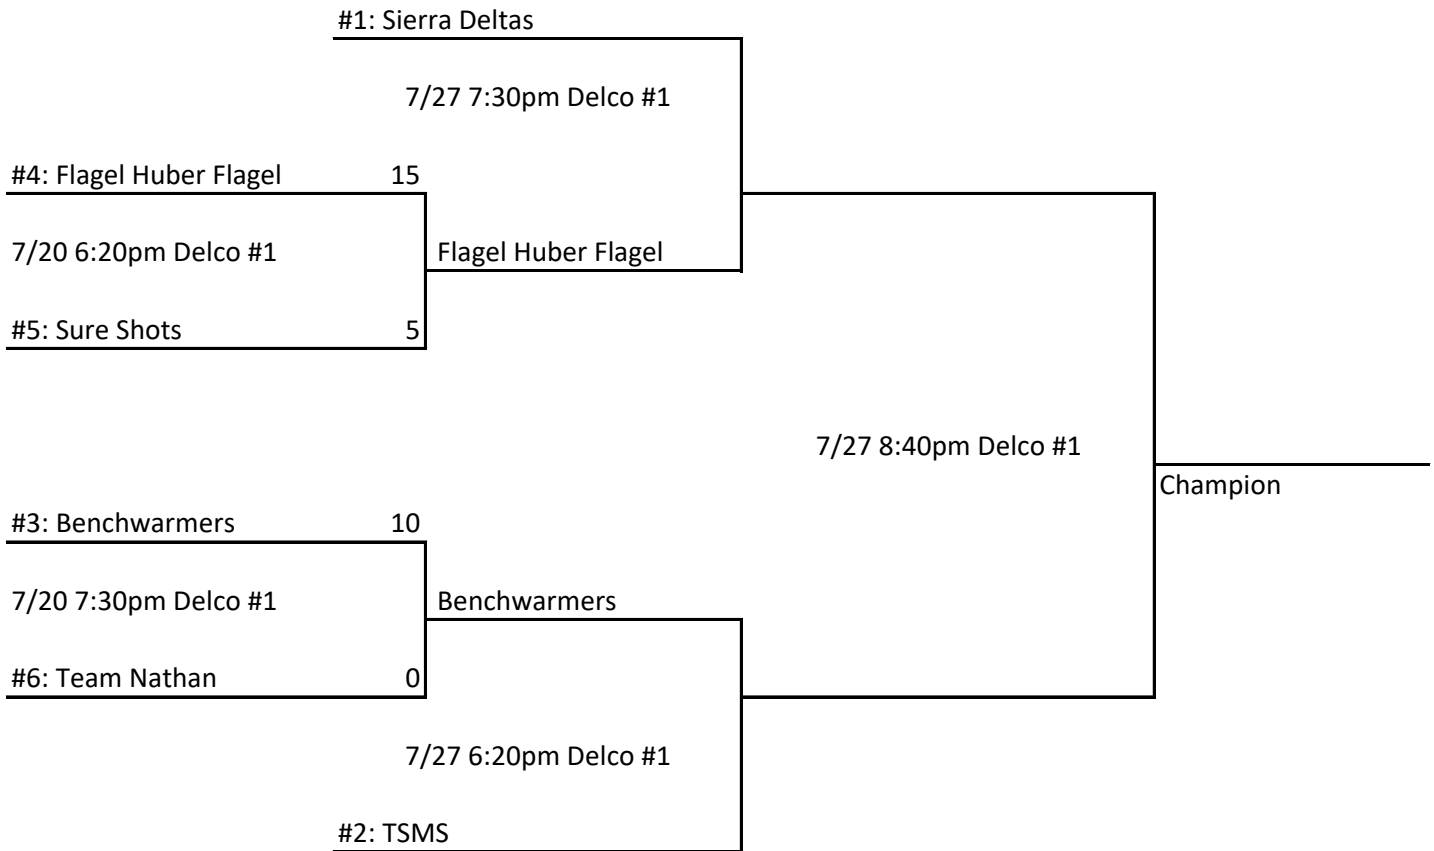 #1: Sierra Deltas
7/27 7:30pm Delco #1
#4: Flagel Huber Flagel 15
7/20 6:20pm Delco #1
Flagel Huber Flagel
#5: Sure Shots 5
7/27 8:40pm Delco #1
Champion
#3: Benchwarmers 10
7/20 7:30pm Delco #1
Benchwarmers
#6: Team Nathan 0
7/27 6:20pm Delco #1
#2: TSMS